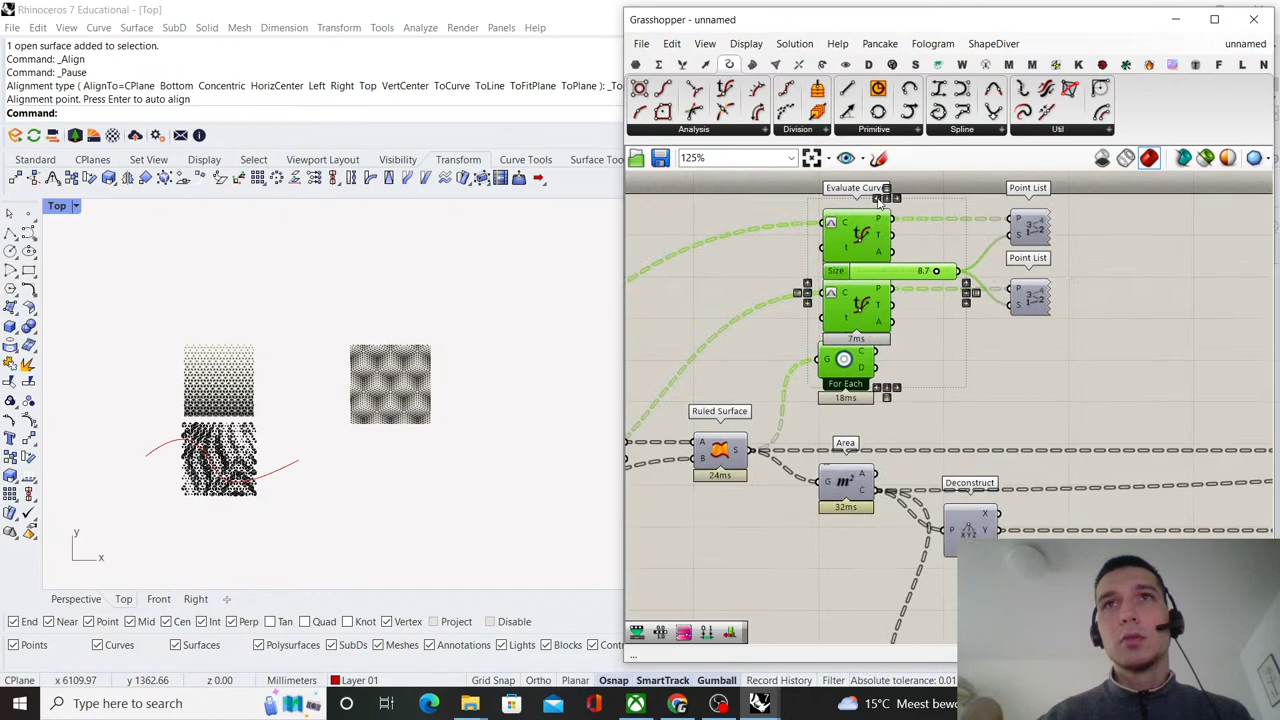 Rhinoceros 7 Educational - [Top]
File Edit View Curve Surface SubD Solid Mesh Dimension Transform Tools Analyze Render Panels Help
1 open surface added to selection.
Command: _Align
Command: _Pause
Alignment type ( AlignTo=CPlane Bottom Concentric HorizCenter Left Right Top VertCenter ToCurve ToLine ToFitPlane ToPlane ): _To
Alignment point. Press Enter to auto align
Command:
Standard CPlanes Set View Display Select Viewport Layout Visibility Transform Curve Tools Surface Too
Top
y
x
Perspective Top Front Right
End Near Point Mid Cen Int Perp Tan Quad Knot Vertex Project Disable
Points Curves Surfaces Polysurfaces SubDs Meshes Annotations Lights Blocks Co
CPlane x 6109.97 y 1362.66 z 0.00 Millimeters Layer 01 Grid Snap Ortho Planar Osnap SmartTrack Gumball Record History Filter Absolute tolerance: 0.01
Grasshopper - unnamed
File Edit View Display Solution Help Pancake Fologram ShapeDiver unnamed
Analysis Division Primitive Spline Util
125%
Evaluate Curve
Point List
C P
t T
A
P
S
Size 8.7
Point List
C P
t T
A
P
S
7ms
G C
D
For Each
18ms
Ruled Surface
A
B
S
24ms
Area
G m² A
C
32ms
Deconstruct
P X
Y
XYZ
...
Type here to search
15°C Meest bewo